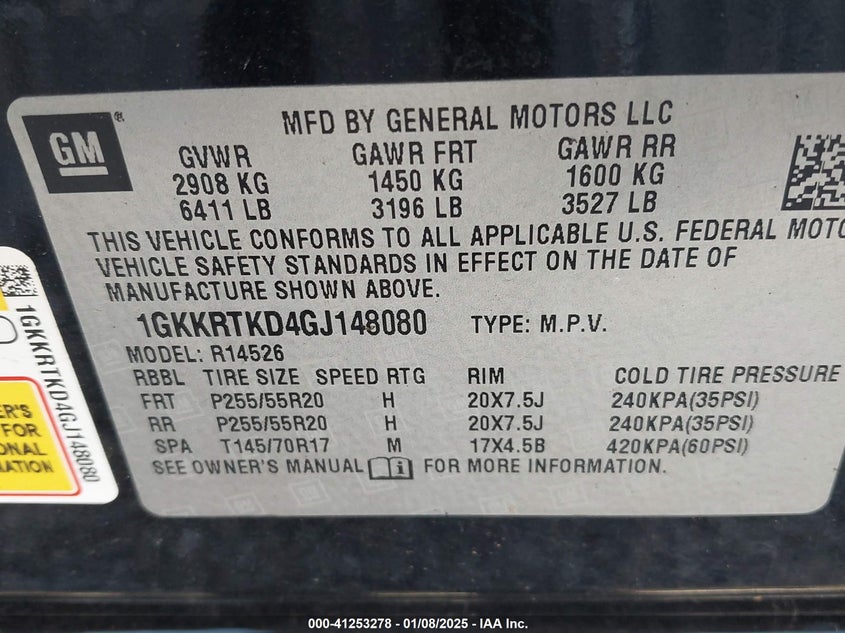 GM ®
MFD BY GENERAL MOTORS LLC
GVWR GAWR FRT GAWR RR
2908 KG 1450 KG 1600 KG
6411 LB 3196 LB 3527 LB
THIS VEHICLE CONFORMS TO ALL APPLICABLE U.S. FEDERAL MOTO
VEHICLE SAFETY STANDARDS IN EFFECT ON THE DATE OF
MANUFACTURE SHOWN ABOVE.
1GKKRTKD4GJ148080 TYPE: M.P.V.
MODEL: R14526
RBBL TIRE SIZE SPEED RTG RIM COLD TIRE PRESSURE
FRT P255/55R20 H 20X7.5J 240KPA(35PSI)
RR P255/55R20 H 20X7.5J 240KPA(35PSI)
SPA T145/70R17 M 17X4.5B 420KPA(60PSI)
SEE OWNER'S MANUAL FOR MORE INFORMATION.
1GKKRTKD4GJ148080
ER'S
FOR
ONAL
MATION
000-41253278 - 01/08/2025 - IAA Inc.